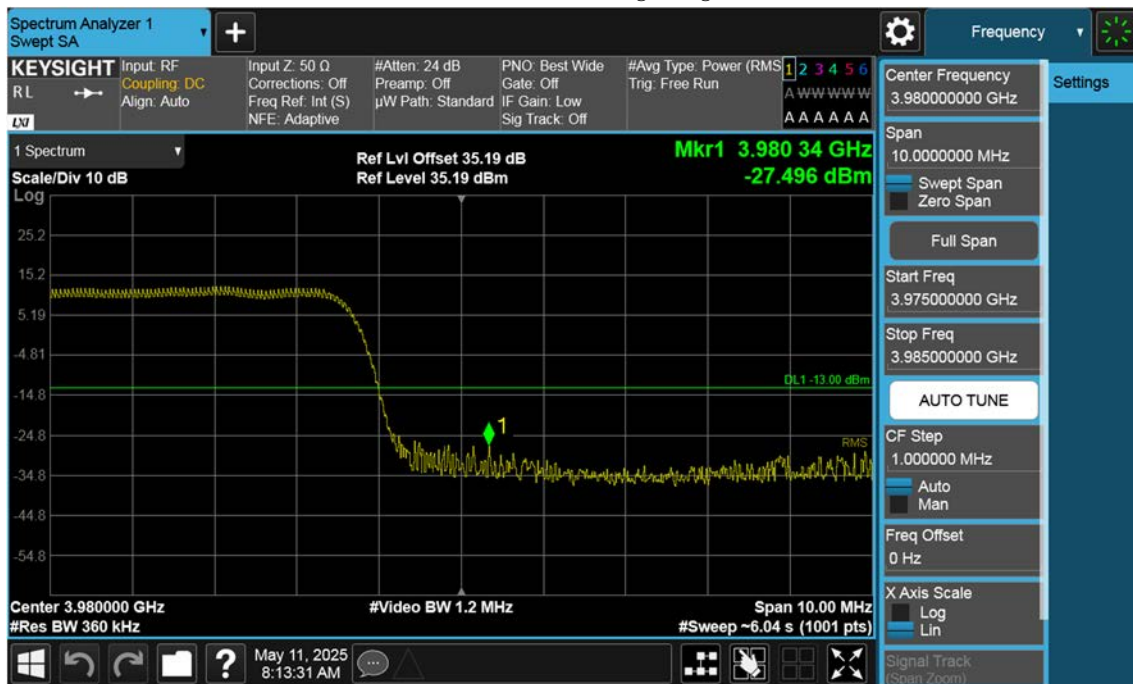 Spectrum Analyzer 1
Swept SA
Frequency
KEYSIGHT
RL
LXI
Input: RF
Coupling: DC
Align: Auto
Input Z: 50 Ω
Corrections: Off
Freq Ref: Int (S)
NFE: Adaptive
#Atten: 24 dB
Preamp: Off
µW Path: Standard
PNO: Best Wide
Gate: Off
IF Gain: Low
Sig Track: Off
#Avg Type: Power (RMS
Trig: Free Run
1 2 3 4 5 6
A W W W W W
A A A A A A
1 Spectrum
Scale/Div 10 dB
Ref Lvl Offset 35.19 dB
Ref Level 35.19 dBm
Mkr1 3.980 34 GHz
-27.496 dBm
Log
25.2
15.2
5.19
-4.81
-14.8
-24.8
-34.8
-44.8
-54.8
DL1 -13.00 dBm
1
RMS
Center 3.980000 GHz
#Res BW 360 kHz
#Video BW 1.2 MHz
Span 10.00 MHz
#Sweep ~6.04 s (1001 pts)
Center Frequency
3.980000000 GHz
Settings
Span
10.0000000 MHz
Swept Span
Zero Span
Full Span
Start Freq
3.975000000 GHz
Stop Freq
3.985000000 GHz
AUTO TUNE
CF Step
1.000000 MHz
Auto
Man
Freq Offset
0 Hz
X Axis Scale
Log
Lin
Signal Track
(Span Zoom)
?
May 11, 2025
8:13:31 AM